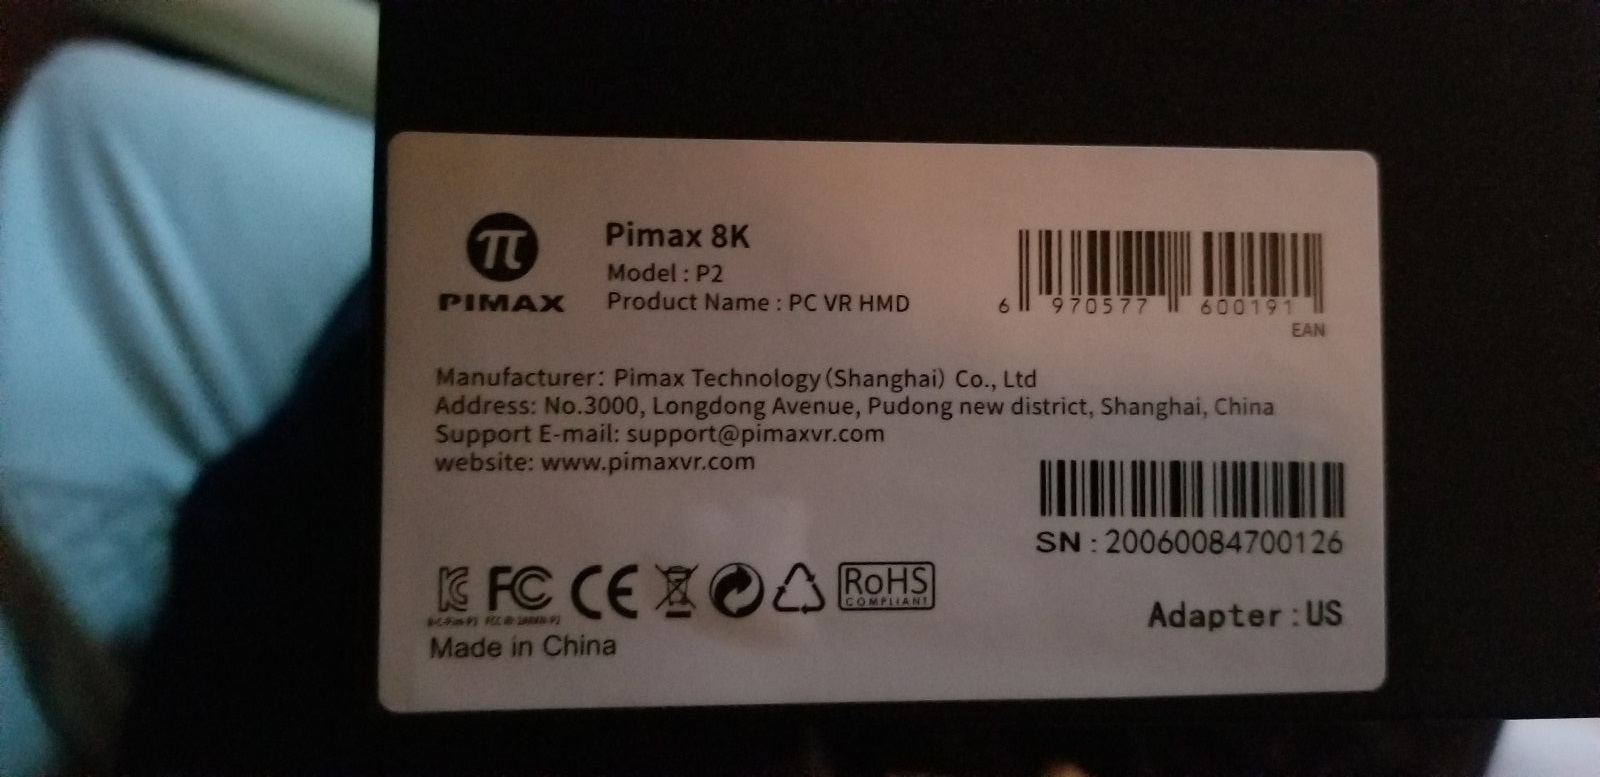 PIMAX
Pimax 8K
Model : P2
Product Name : PC VR HMD
6 970577 600191
EAN
Manufacturer: Pimax Technology(Shanghai) Co., Ltd
Address: No.3000, Longdong Avenue, Pudong new district, Shanghai, China
Support E-mail: support@pimaxvr.com
website: www.pimaxvr.com
SN : 20060084700126
FC CE RoHS
COMPLIANT
Adapter : US
Made in China